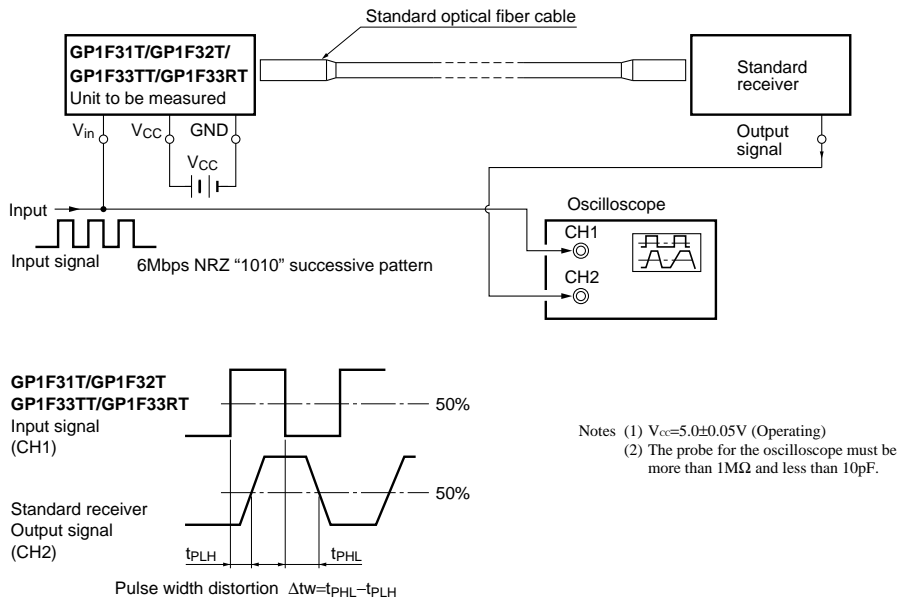 Standard optical fiber cable
GP1F31T/GP1F32T/
GP1F33TT/GP1F33RT
Unit to be measured
Standard
receiver
Vin
VCC
GND
Output
signal
VCC
Input
Oscilloscope
CH1
CH2
Input signal
6Mbps NRZ “1010” successive pattern
GP1F31T/GP1F32T
GP1F33TT/GP1F33RT
Input signal
(CH1)
50%
Notes (1) Vcc=5.0±0.05V (Operating)
(2) The probe for the oscilloscope must be
more than 1MΩ and less than 10pF.
50%
Standard receiver
Output signal
(CH2)
tPLH
tPHL
Pulse width distortion Δtw=tPHL−tPLH